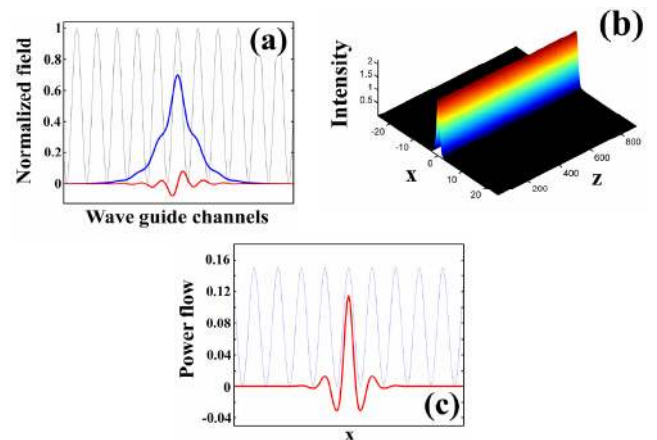 (a)
Normalized field
1
0.8
0.6
0.4
0.2
0
Wave guide channels
(b)
Intensity
2
1.5
1
0.5
-20
-10
0
10
20
x
200
400
600
800
z
(c)
Power flow
0.16
0.12
0.08
0.04
0
-0.04
x